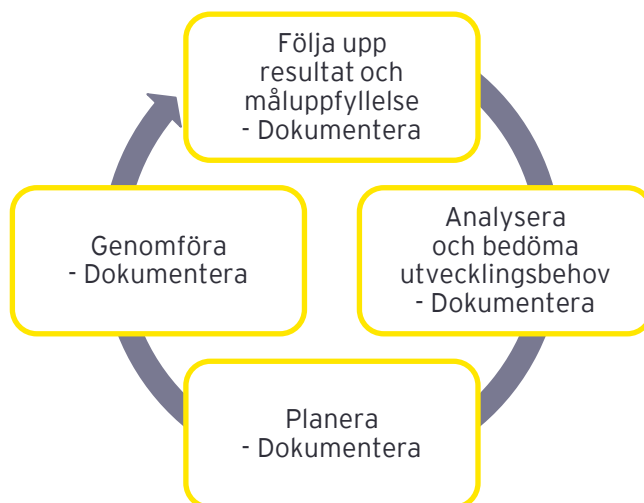 Följa upp
resultat och
måluppfyllelse
- Dokumentera
Analysera
och bedöma
utvecklingsbehov
- Dokumentera
Planera
- Dokumentera
Genomföra
- Dokumentera